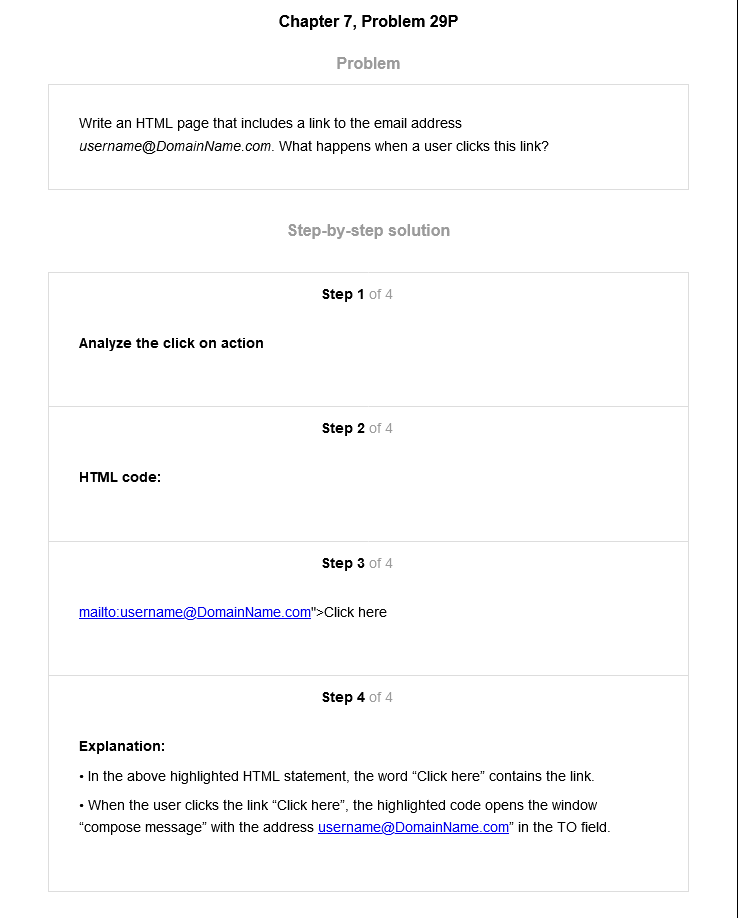 Chapter 7, Problem 29P
Problem
Write an HTML page that includes a link to the email address
username@DomainName.com. What happens when a user clicks this link?
Step-by-step solution
Step 1 of 4
Analyze the click on action
Step 2 of 4
HTML code:
Step 3 of 4
mailto:username@DomainName.com">Click here
Step 4 of 4
Explanation:
• In the above highlighted HTML statement, the word “Click here” contains the link.
• When the user clicks the link “Click here”, the highlighted code opens the window
“compose message” with the address username@DomainName.com” in the TO field.